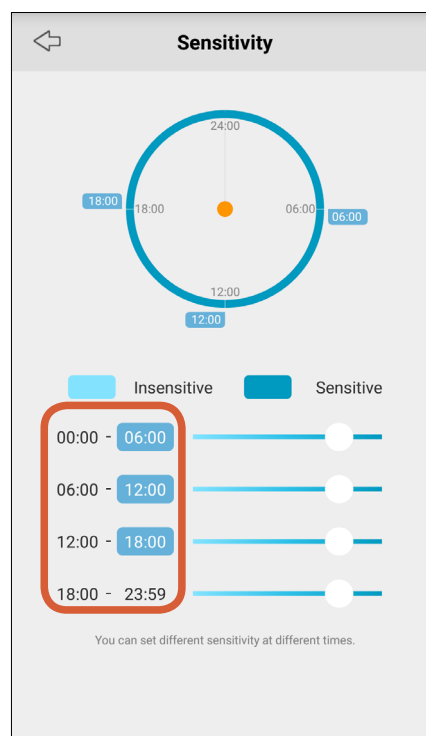 Sensitivity
24:00
18:00 18:00 06:00 06:00
12:00
12:00
Insensitive Sensitive
00:00 - 06:00
06:00 - 12:00
12:00 - 18:00
18:00 - 23:59
You can set different sensitivity at different times.